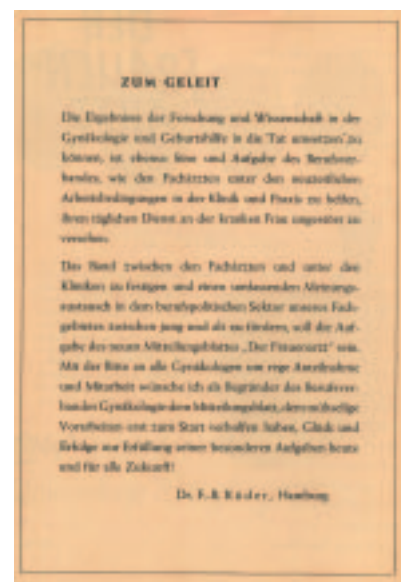 ZUM GELEIT
Die Ergebnisse der Forschung und Wissenschaft in der
Gynäkologie und Geburtshilfe in die Tat umsetzen zu
können, ist ebenso Sinn und Aufgabe des Berufsver-
bandes, wie den Fachärzten unter den neuzeitlichen
Arbeitsbedingungen in der Klinik und Praxis zu helfen,
ihren täglichen Dienst an der kranken Frau ungestört zu
versehen.
Das Band zwischen den Fachärzten und unter den
Kliniken zu festigen und einen umfassenden Meinungs-
austausch in dem berufspolitischen Sektor unseres Fach-
gebietes zwischen jung und alt zu fördern, soll die Auf-
gabe des neuen Mitteilungsblattes „Der Frauenarzt" sein.
Mit der Bitte an alle Gynäkologen um rege Anteilnahme
und Mitarbeit wünsche ich als Begründer des Berufsver-
bandes Gynäkologie dem Mitteilungsblatt, dem mühselige
Vorarbeiten erst zum Start verholfen haben, Glück und
Erfolge zur Erfüllung seiner besonderen Aufgaben heute
und für alle Zukunft!
Dr. F. B. Röder, Hamburg